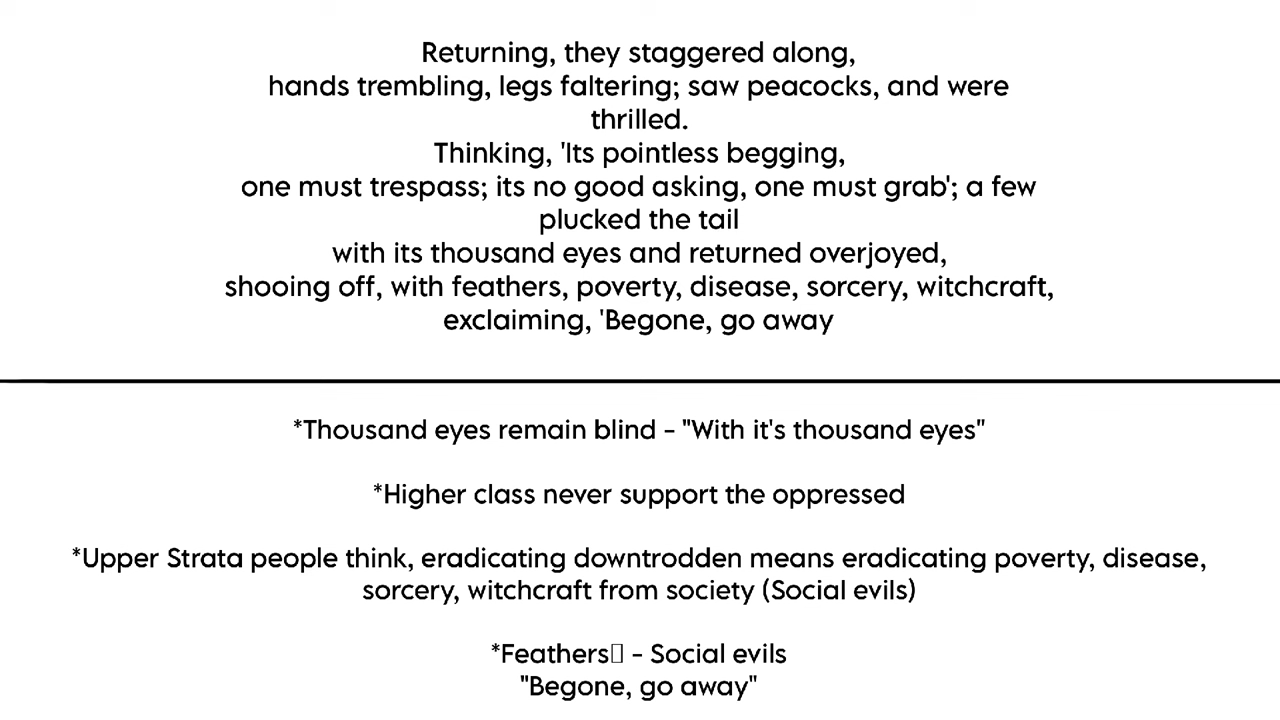 Returning, they staggered along,
hands trembling, legs faltering; saw peacocks, and were
thrilled.
Thinking, 'Its pointless begging,
one must trespass; its no good asking, one must grab'; a few
plucked the tail
with its thousand eyes and returned overjoyed,
shooing off, with feathers, poverty, disease, sorcery, witchcraft,
exclaiming, 'Begone, go away
*Thousand eyes remain blind - "With it's thousand eyes"
*Higher class never support the oppressed
*Upper Strata people think, eradicating downtrodden means eradicating poverty, disease,
sorcery, witchcraft from society (Social evils)
*Feathers▯ - Social evils
"Begone, go away"